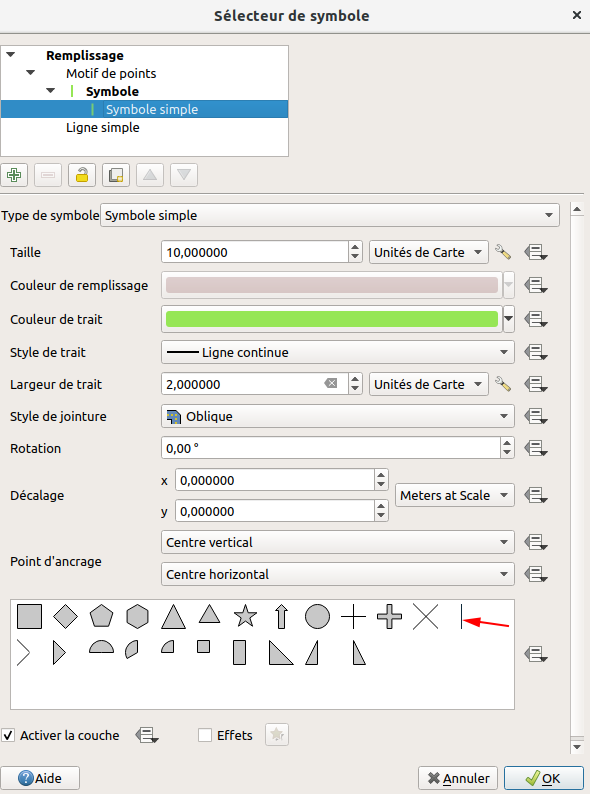 Sélecteur de symbole
Remplissage
Motif de points
Symbole
Symbole simple
Ligne simple
Type de symbole Symbole simple
Taille 10,000000 Unités de Carte
Couleur de remplissage
Couleur de trait
Style de trait Ligne continue
Largeur de trait 2,000000 Unités de Carte
Style de jointure Oblique
Rotation 0,00 °
x 0,000000
Décalage Meters at Scale
y 0,000000
Centre vertical
Point d'ancrage
Centre horizontal
Activer la couche Effets
Aide Annuler OK